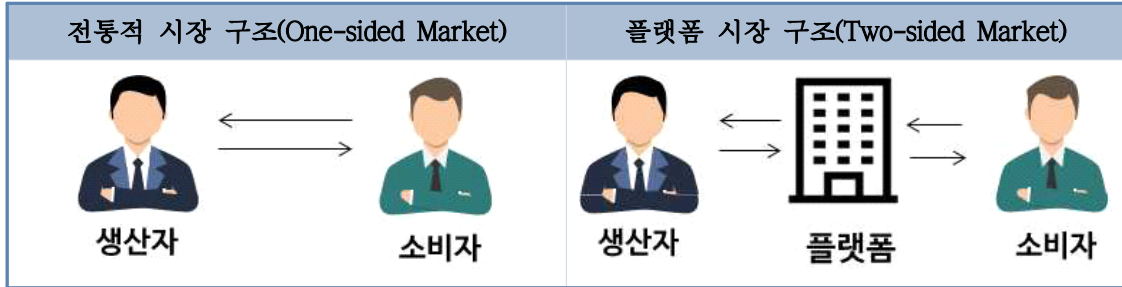 전통적 시장 구조(One-sided Market)
플랫폼 시장 구조(Two-sided Market)
생산자
소비자
생산자
플랫폼
소비자